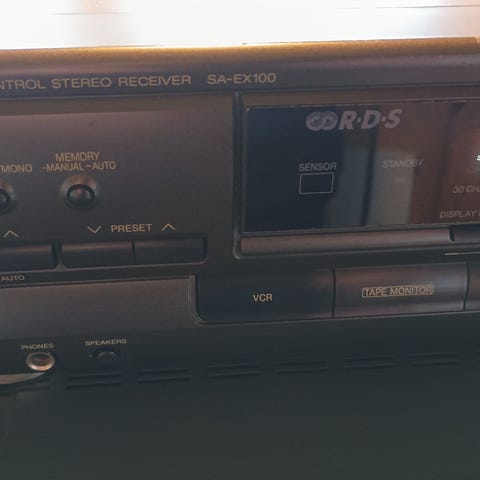 NTROL STEREO RECEIVER SA-EX100
R·D·S
SENSOR
STANDBY
30 CHA
DISPLAY
/MONO
MEMORY
-MANUAL-AUTO
PRESET
AUTO
VCR
TAPE MONITOR
PHONES
SPEAKERS